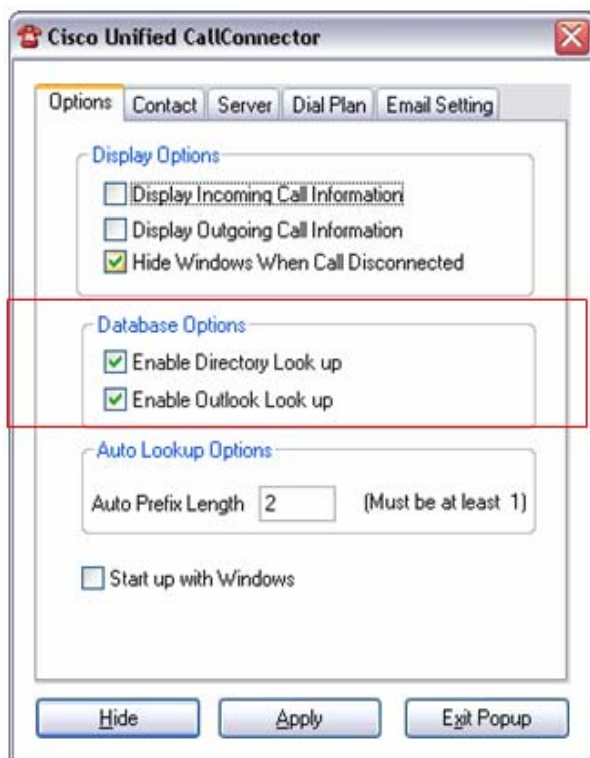 Cisco Unified CallConnector
Options Contact Server Dial Plan Email Setting
Display Options
Display Incoming Call Information
Display Outgoing Call Information
Hide Windows When Call Disconnected
Database Options
Enable Directory Look up
Enable Outlook Look up
Auto Lookup Options
Auto Prefix Length 2 (Must be at least 1)
Start up with Windows
Hide Apply Exit Popup